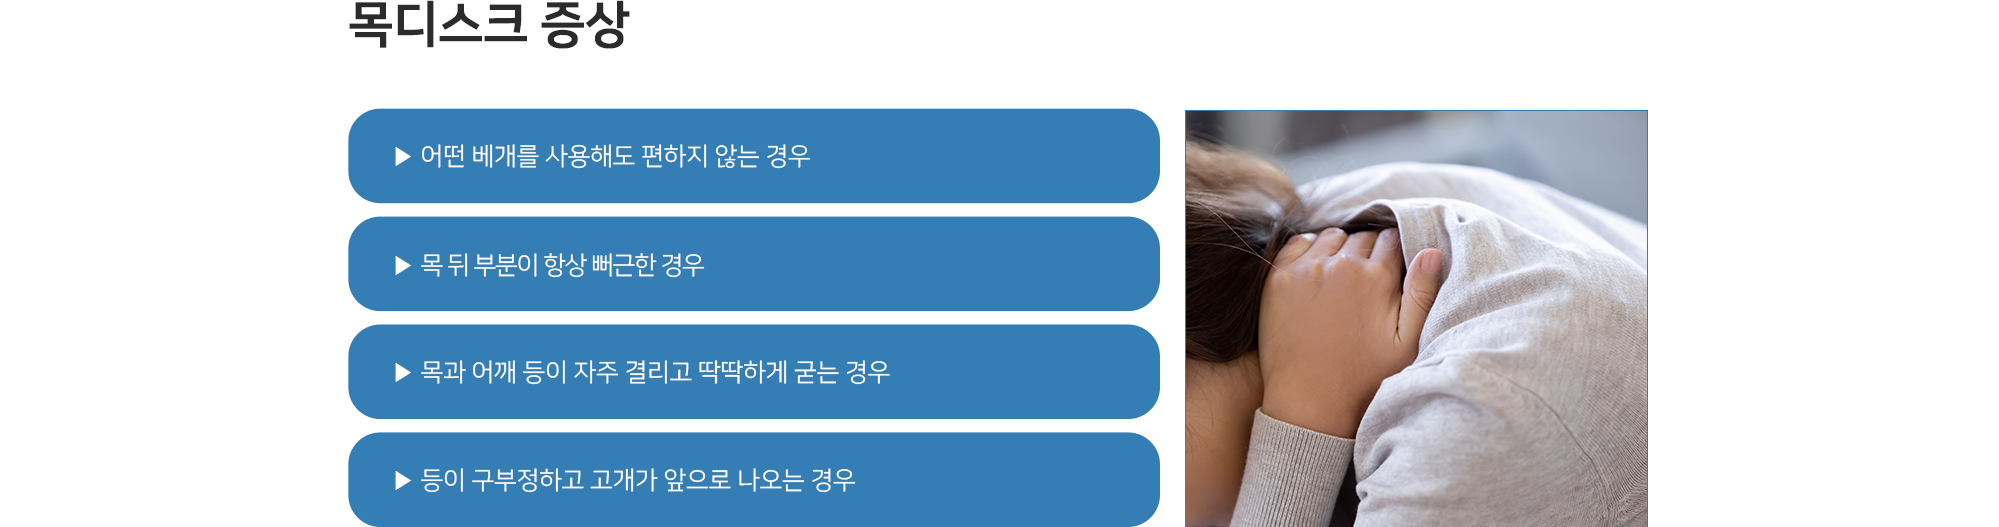 목디스크 증상
▶ 어떤 베개를 사용해도 편하지 않는 경우
▶ 목 뒤 부분이 항상 뻐근한 경우
▶ 목과 어깨 등이 자주 결리고 딱딱하게 굳는 경우
▶ 등이 구부정하고 고개가 앞으로 나오는 경우